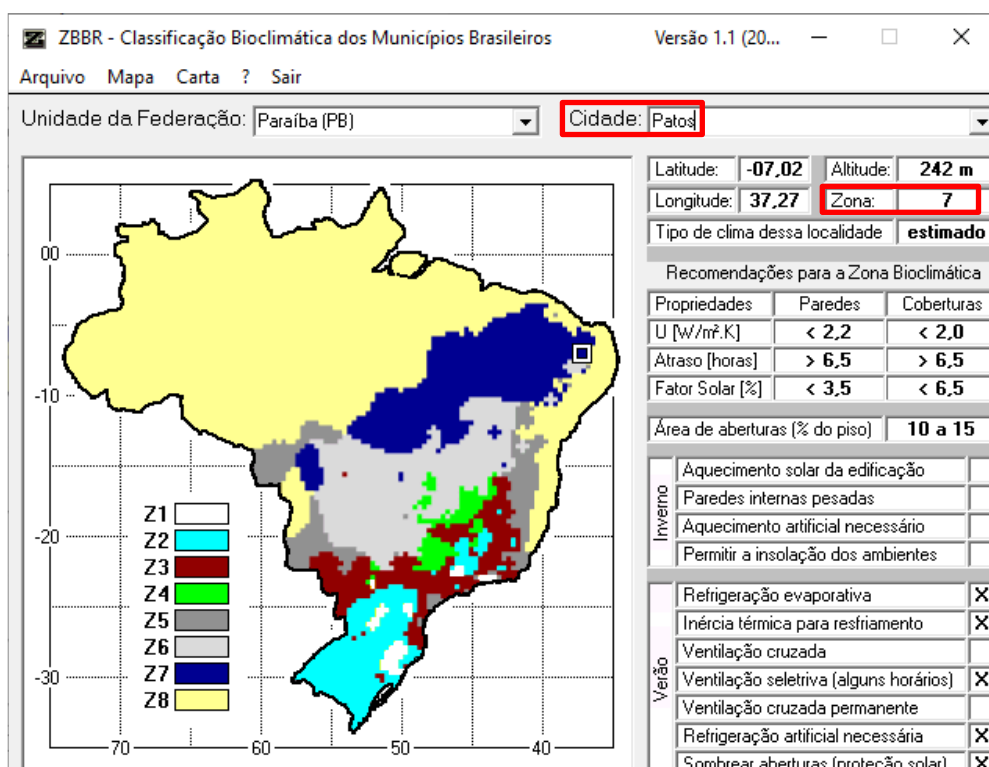 ZBBR - Classificação Bioclimática dos Municípios Brasileiros Versão 1.1 (20...
Arquivo Mapa Carta ? Sair
Unidade da Federação: Paraíba (PB) Cidade: Patos
Latitude: -07,02 Altitude: 242 m
Longitude: 37,27 Zona: 7
Tipo de clima dessa localidade estimado
Recomendações para a Zona Bioclimática
Propriedades Paredes Coberturas
U [W/m².K] < 2,2 < 2,0
Atraso [horas] > 6,5 > 6,5
Fator Solar [%] < 3,5 < 6,5
Área de aberturas (% do piso) 10 a 15
Inverno
Aquecimento solar da edificação
Paredes internas pesadas
Aquecimento artificial necessário
Permitir a insolação dos ambientes
Verão
Refrigeração evaporativa X
Inércia térmica para resfriamento X
Ventilação cruzada
Ventilação seletiva (alguns horários) X
Ventilação cruzada permanente
Refrigeração artificial necessária X
Sombrear aberturas (proteção solar) X
00
-10
-20
-30
Z1
Z2
Z3
Z4
Z5
Z6
Z7
Z8
-70 -60 -50 -40